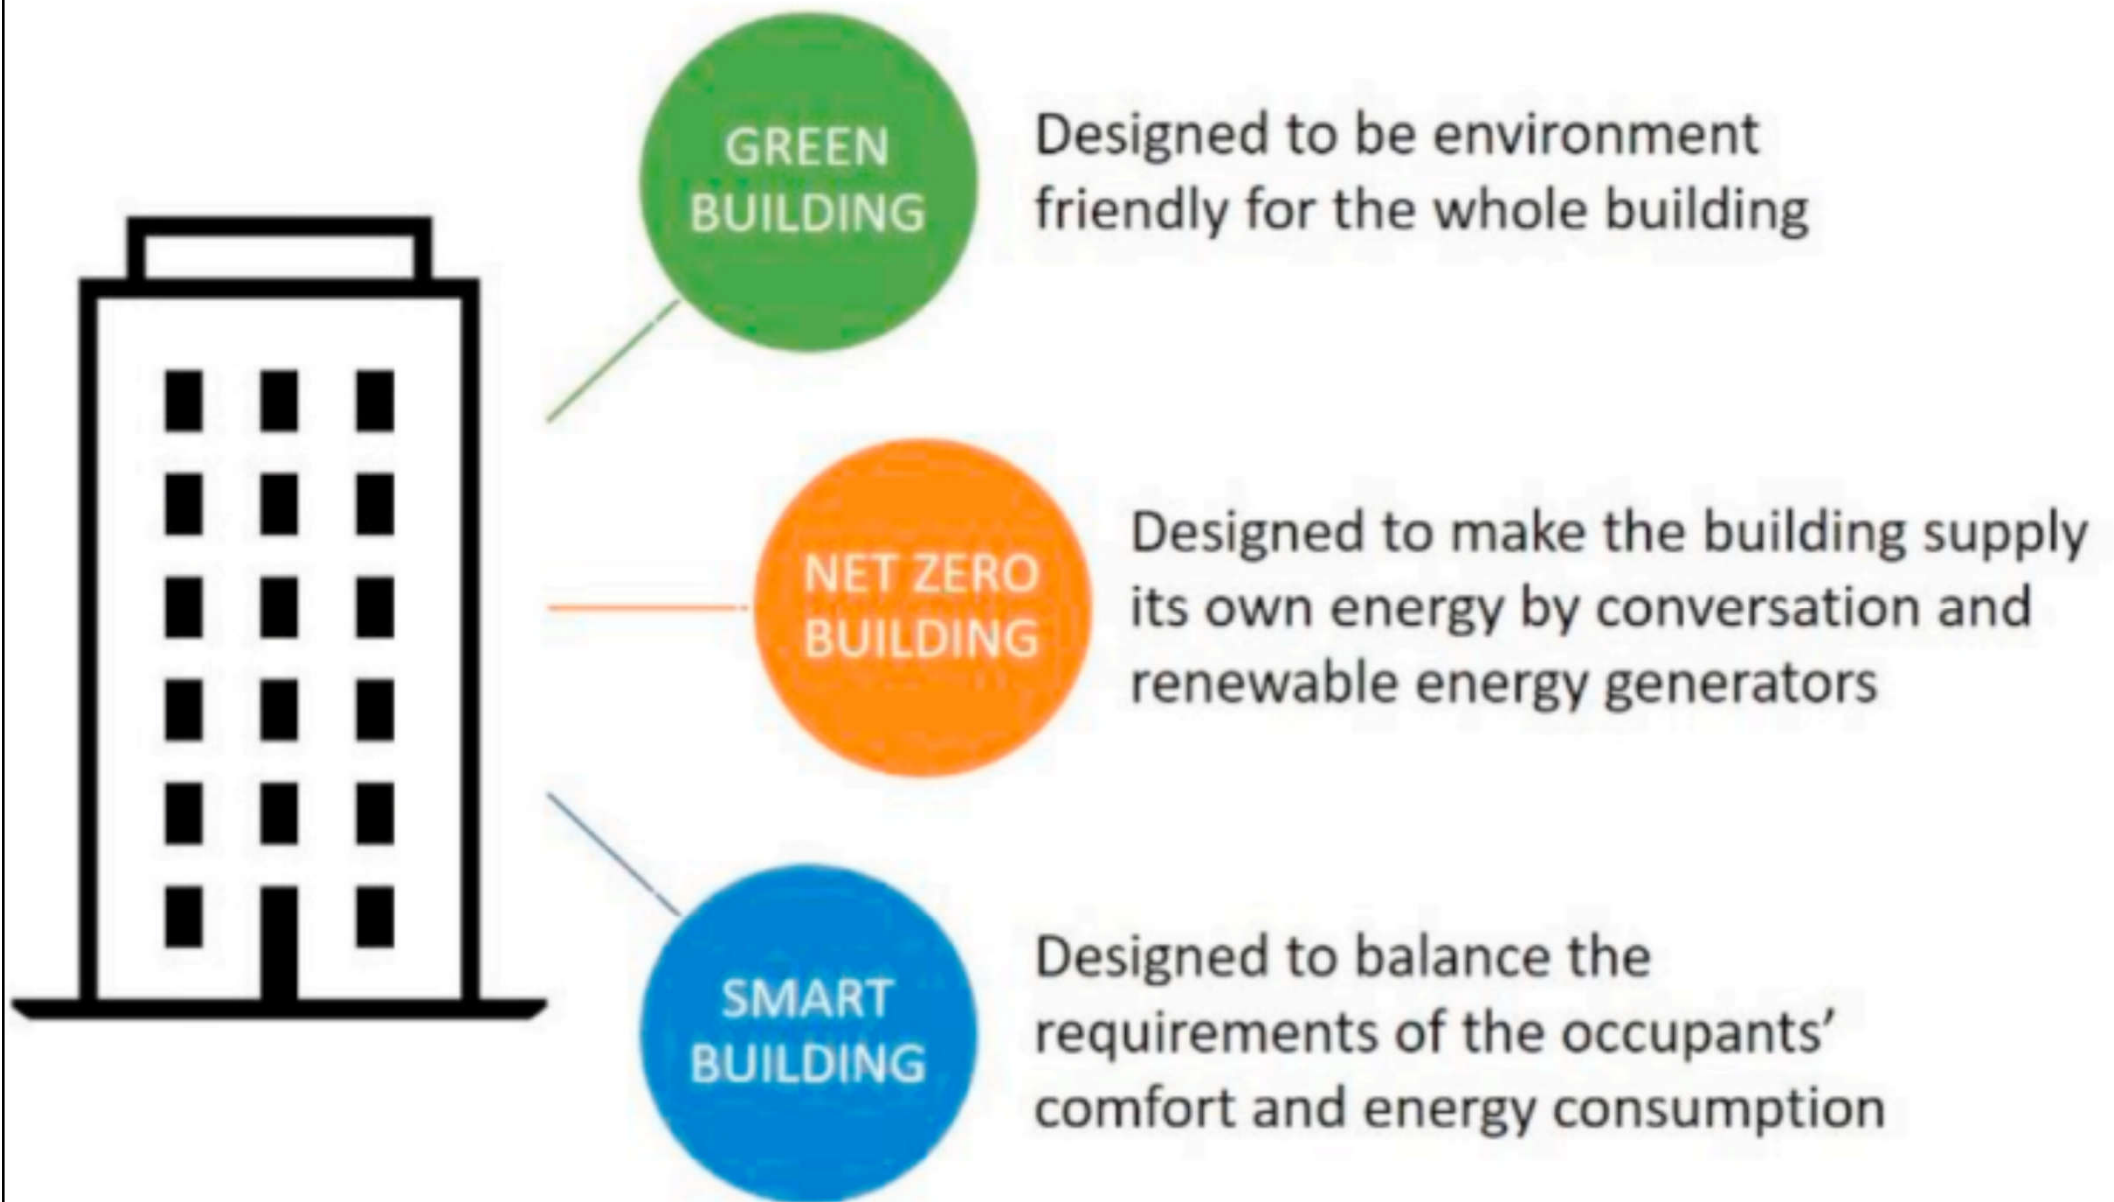 GREEN
BUILDING
Designed to be environment
friendly for the whole building
NET ZERO
BUILDING
Designed to make the building supply
its own energy by conversation and
renewable energy generators
SMART
BUILDING
Designed to balance the
requirements of the occupants’
comfort and energy consumption